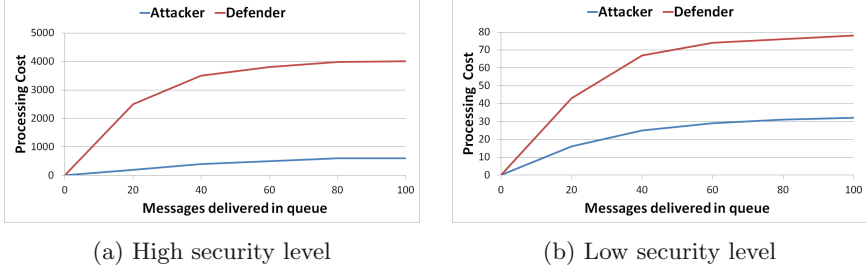 Attacker Defender
5000
4000
3000
2000
1000
0
Processing Cost
0 20 40 60 80 100
Messages delivered in queue
(a) High security level
Attacker Defender
80
70
60
50
40
30
20
10
0
Processing Cost
0 20 40 60 80 100
Messages delivered in queue
(b) Low security level